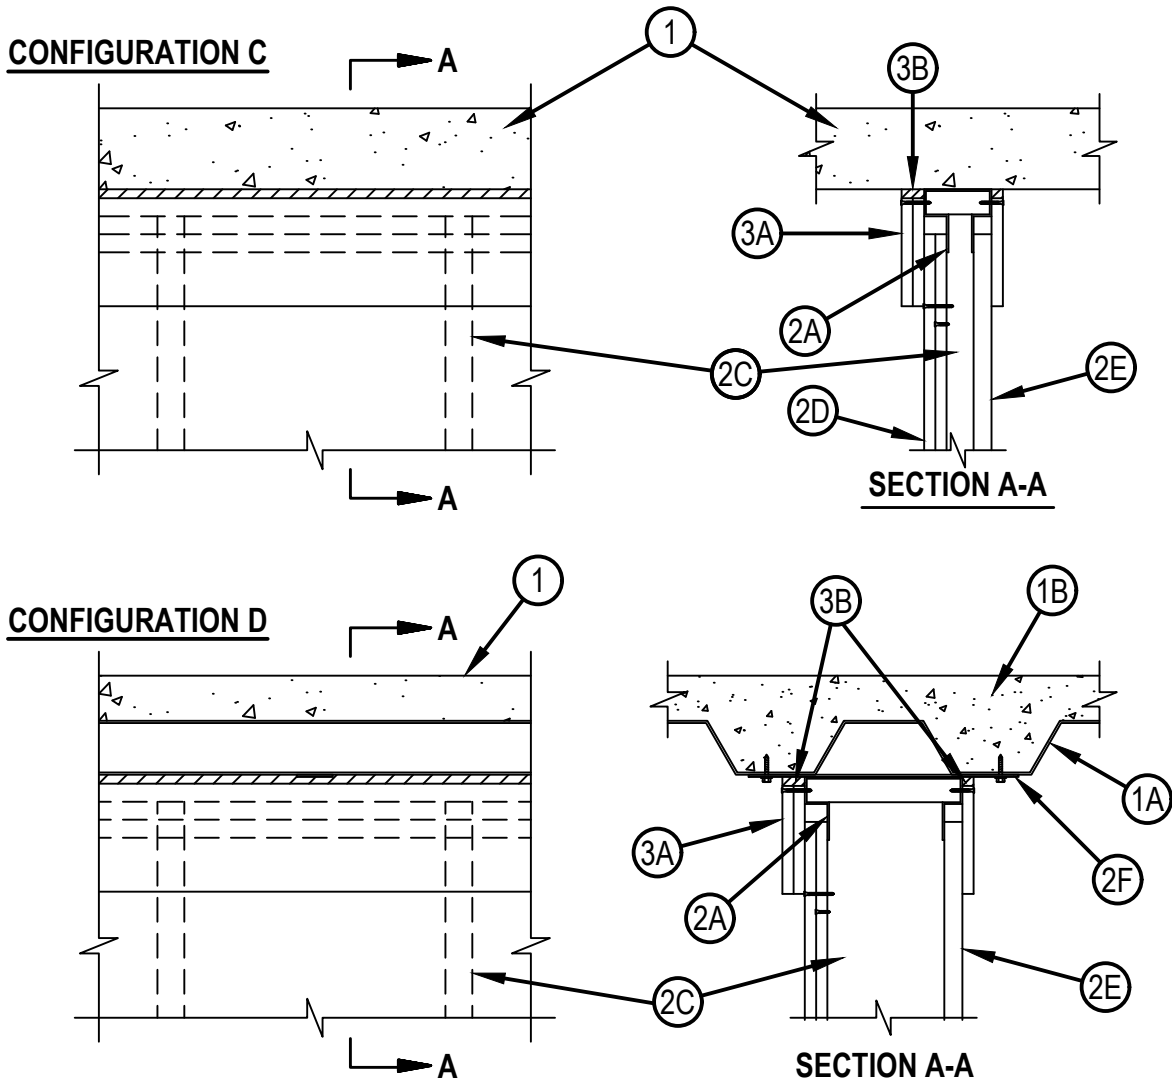 CONFIGURATION C
A
1
3B
3A
2A
2C
2E
2D
A
SECTION A-A
CONFIGURATION D
A
1
3B
1B
1A
3A
2F
2A
2C
2E
A
SECTION A-A